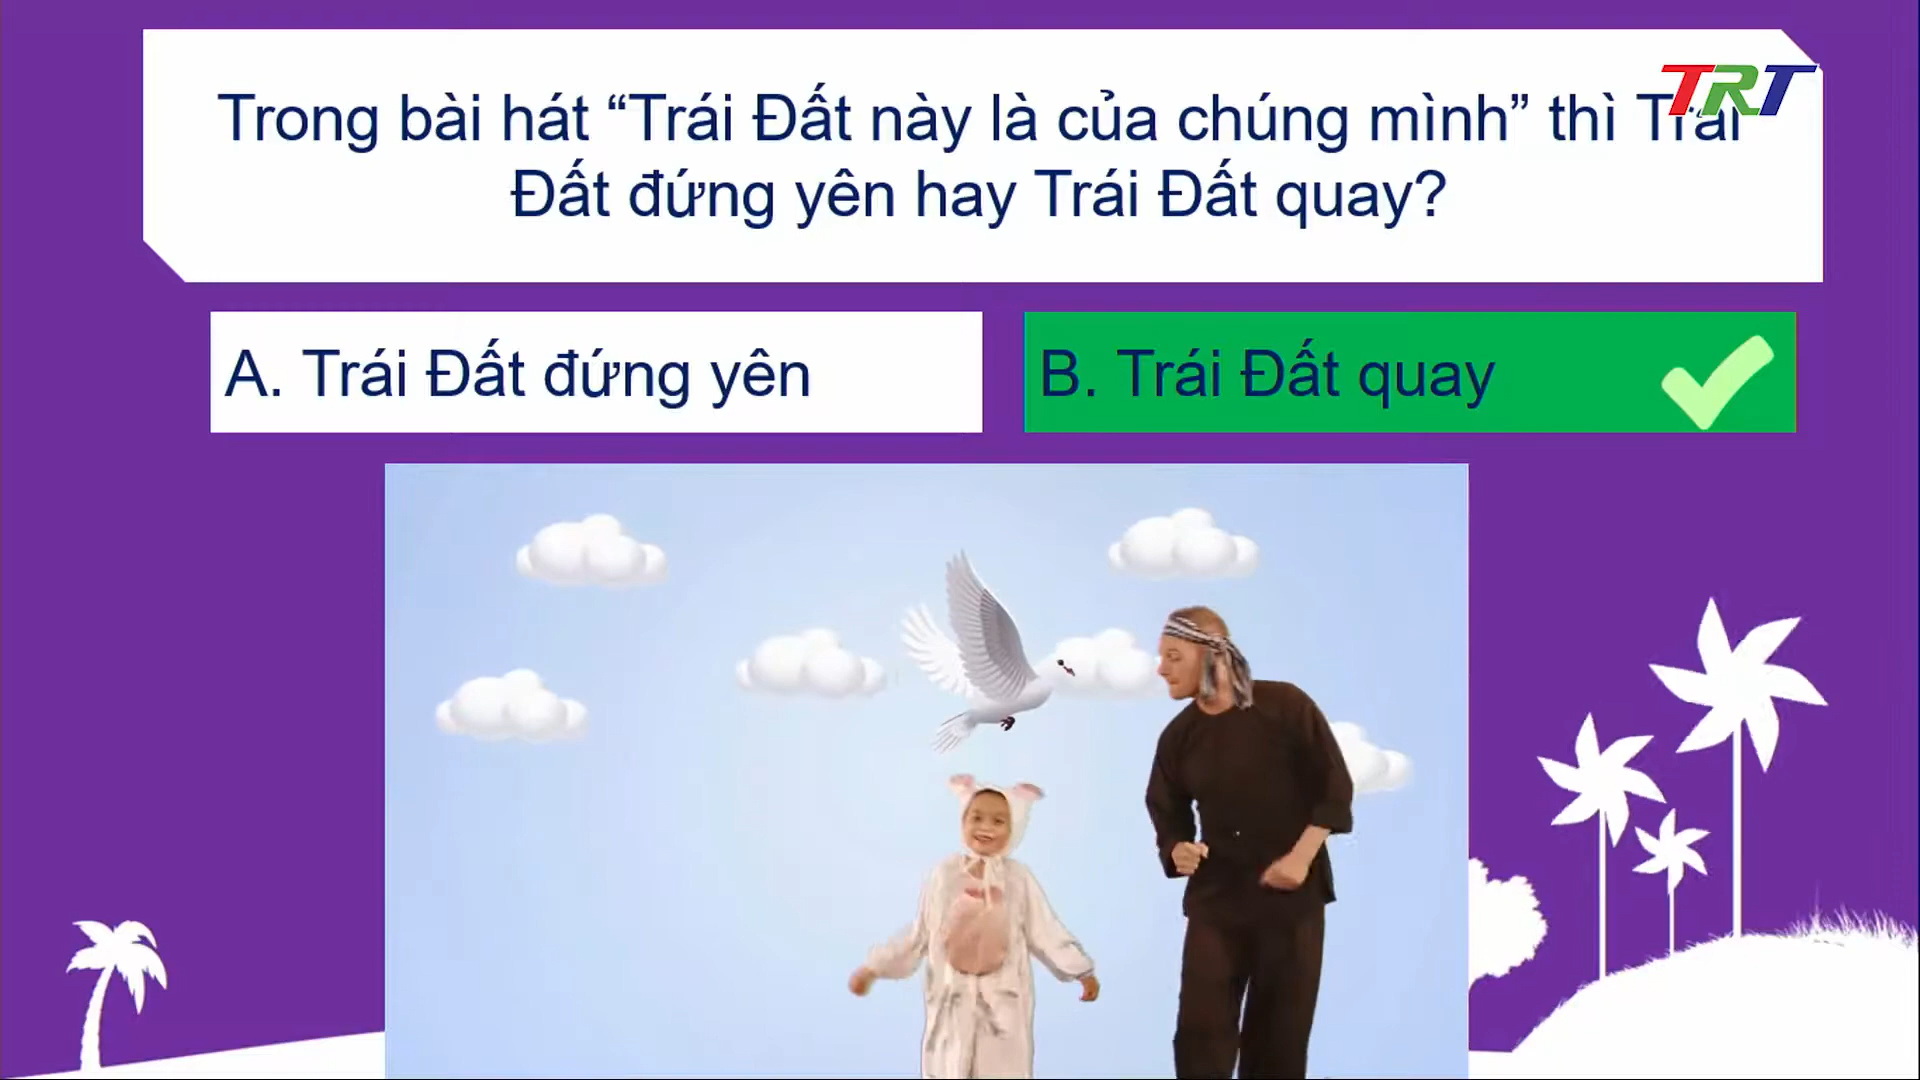 TRT
Trong bài hát “Trái Đất này là của chúng mình” thì Trái
Đất đứng yên hay Trái Đất quay?
A. Trái Đất đứng yên
B. Trái Đất quay